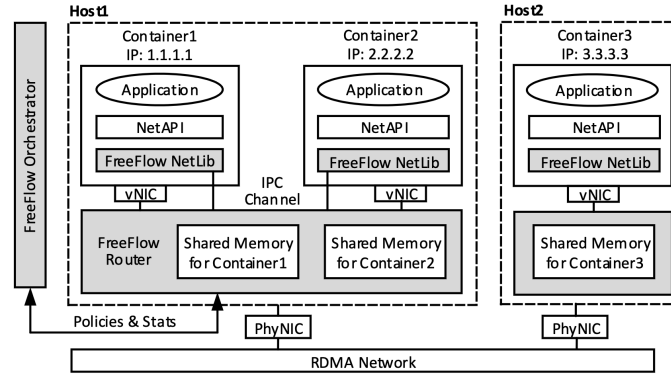 Host1
Host2
FreeFlow Orchestrator
Container1
IP: 1.1.1.1
Application
NetAPI
FreeFlow NetLib
vNIC
Container2
IP: 2.2.2.2
Application
NetAPI
FreeFlow NetLib
vNIC
IPC
Channel
FreeFlow
Router
Shared Memory
for Container1
Shared Memory
for Container2
Container3
IP: 3.3.3.3
Application
NetAPI
FreeFlow NetLib
vNIC
Shared Memory
for Container3
Policies & Stats
PhyNIC
PhyNIC
RDMA Network